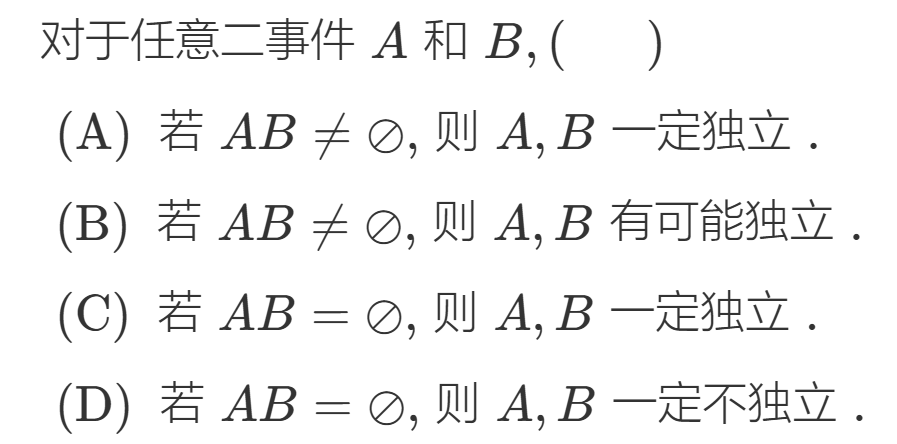 对于任意二事件 A 和 B,(    )
(A) 若 AB ≠ ∅, 则 A, B 一定独立 .
(B) 若 AB ≠ ∅, 则 A, B 有可能独立 .
(C) 若 AB = ∅, 则 A, B 一定独立 .
(D) 若 AB = ∅, 则 A, B 一定不独立 .